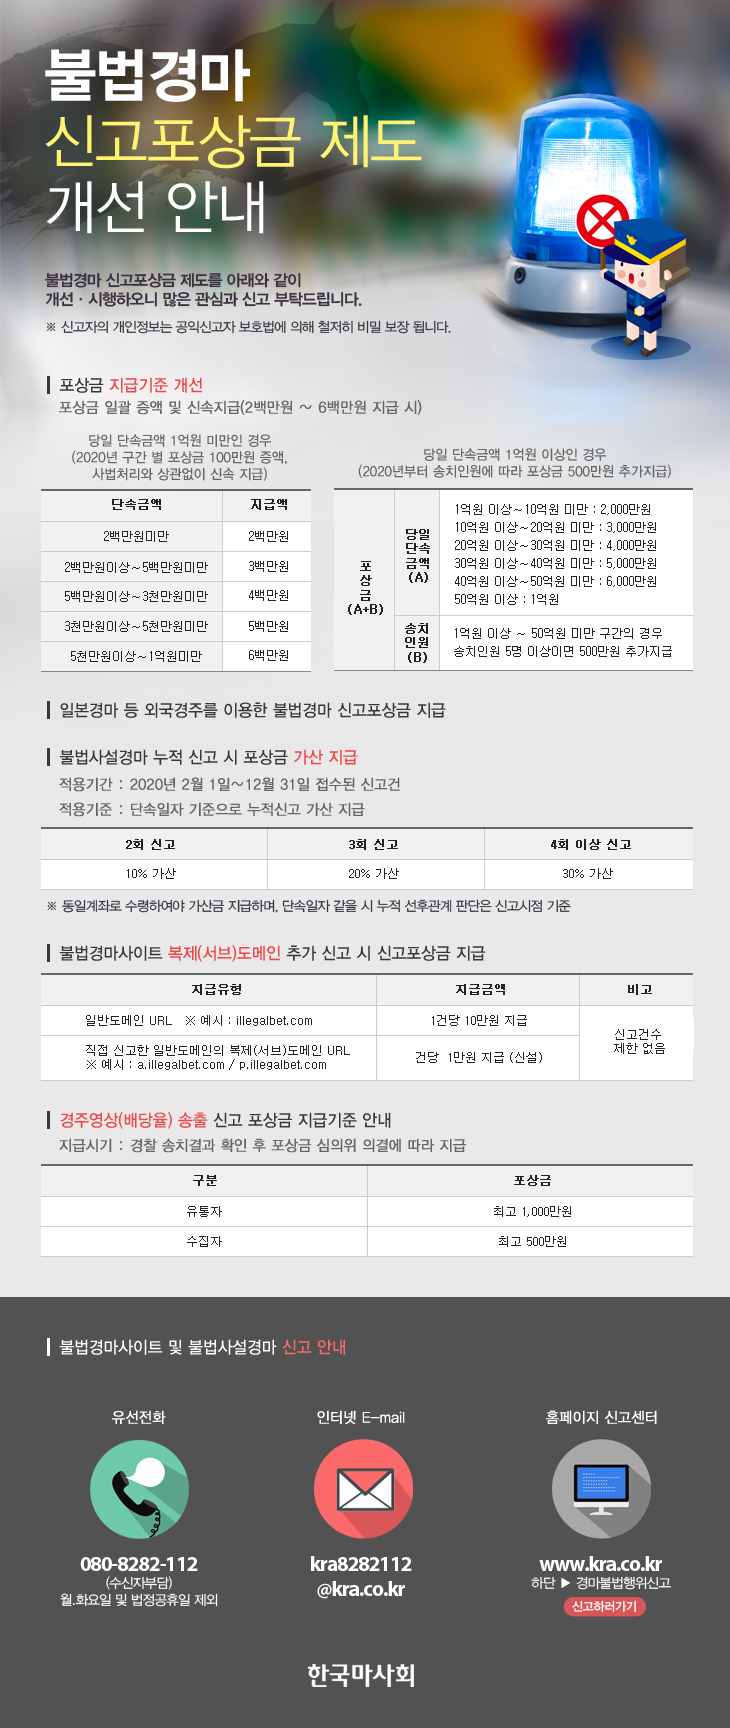 불법경마
신고포상금 제도
개선 안내
불법경마 신고포상금 제도를 아래와 같이
개선 · 시행하오니 많은 관심과 신고 부탁드립니다.
※ 신고자의 개인정보는 공익신고자 보호법에 의해 철저히 비밀 보장 됩니다.
포상금 지급기준 개선
포상금 일괄 증액 및 신속지급(2백만원 ~ 6백만원 지급 시)
당일 단속금액 1억원 미만인 경우
(2020년 구간 별 포상금 100만원 증액,
사법처리와 상관없이 신속 지급)
단속금액 지급액
2백만원미만 2백만원
2백만원이상~5백만원미만 3백만원
5백만원이상~3천만원미만 4백만원
3천만원이상~5천만원미만 5백만원
5천만원이상~1억원미만 6백만원
당일 단속금액 1억원 이상인 경우
(2020년부터 송치인원에 따라 포상금 500만원 추가지급)
포
상
금
(A+B)
당일
단속
금액
(A)
1억원 이상~10억원 미만 : 2,000만원
10억원 이상~20억원 미만 : 3,000만원
20억원 이상~30억원 미만 : 4,000만원
30억원 이상~40억원 미만 : 5,000만원
40억원 이상~50억원 미만 : 6,000만원
50억원 이상 : 1억원
송치
인원
(B)
1억원 이상 ~ 50억원 미만 구간의 경우
송치인원 5명 이상이면 500만원 추가지급
일본경마 등 외국경주를 이용한 불법경마 신고포상금 지급
불법사설경마 누적 신고 시 포상금 가산 지급
적용기간 : 2020년 2월 1일~12월 31일 접수된 신고건
적용기준 : 단속일자 기준으로 누적신고 가산 지급
2회 신고 3회 신고 4회 이상 신고
10% 가산 20% 가산 30% 가산
※ 동일계좌로 수령하여야 가산금 지급하며, 단속일자 같을 시 누적 선후관계 판단은 신고시점 기준
불법경마사이트 복제(서브)도메인 추가 신고 시 신고포상금 지급
지급유형 지급금액 비고
일반도메인 URL ※ 예시 : illegalbet.com 1건당 10만원 지급
직접 신고한 일반도메인의 복제(서브)도메인 URL
※ 예시 : a.illegalbet.com / p.illegalbet.com
건당 1만원 지급 (신설)
신고건수
제한 없음
경주영상(배당율) 송출 신고 포상금 지급기준 안내
지급시기 : 경찰 송치결과 확인 후 포상금 심의위 의결에 따라 지급
구분 포상금
유통자 최고 1,000만원
수집자 최고 500만원
불법경마사이트 및 불법사설경마 신고 안내
유선전화
080-8282-112
(수신자부담)
월.화요일 및 법정공휴일 제외
인터넷 E-mail
kra8282112
@kra.co.kr
홈페이지 신고센터
www.kra.co.kr
하단 ▶ 경마불법행위신고
신고하러가기
한국마사회